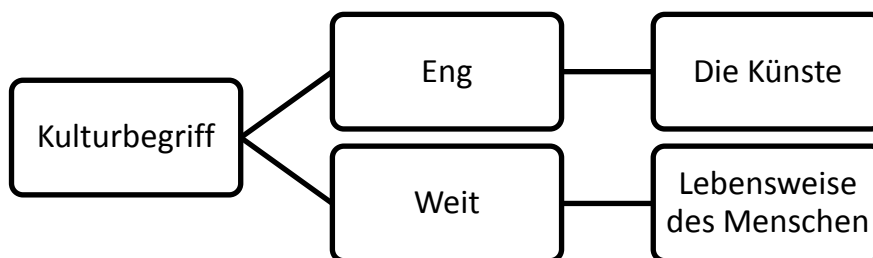 Kulturbegriff
Eng
Die Künste
Weit
Lebensweise
des Menschen